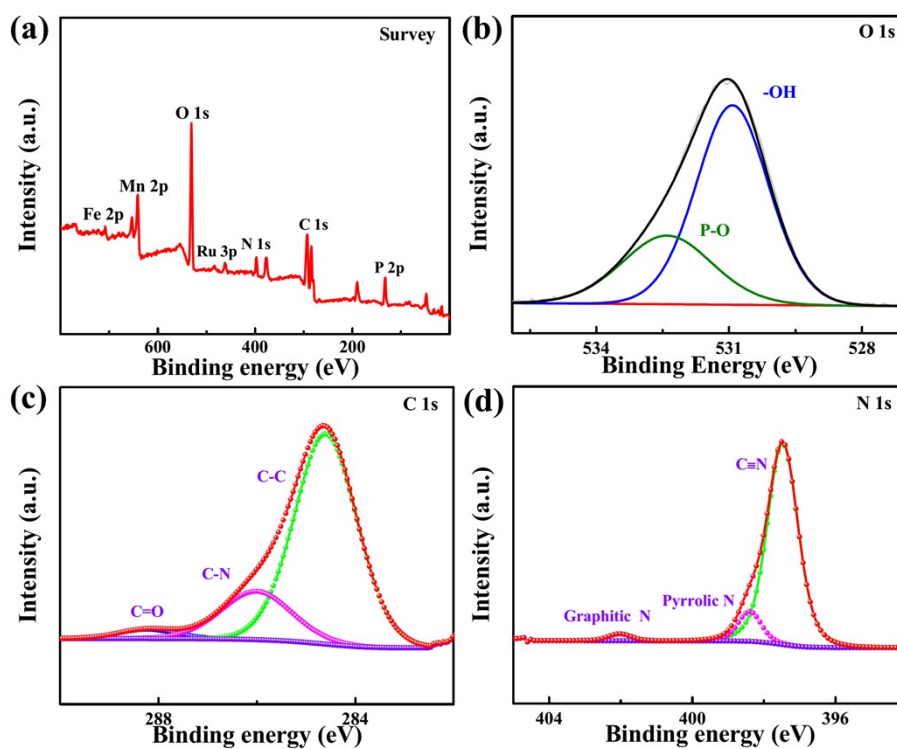 (a)
Survey
O 1s
Mn 2p
Fe 2p
Ru 3p
N 1s
C 1s
P 2p
Intensity (a.u.)
600
400
200
Binding energy (eV)
(b)
O 1s
-OH
P-O
Intensity (a.u.)
534
531
528
Binding Energy (eV)
(c)
C 1s
C-C
C-N
C=O
Intensity (a.u.)
288
284
Binding energy (eV)
(d)
N 1s
C≡N
Pyrrolic N
Graphitic N
Intensity (a.u.)
404
400
396
Binding energy (eV)